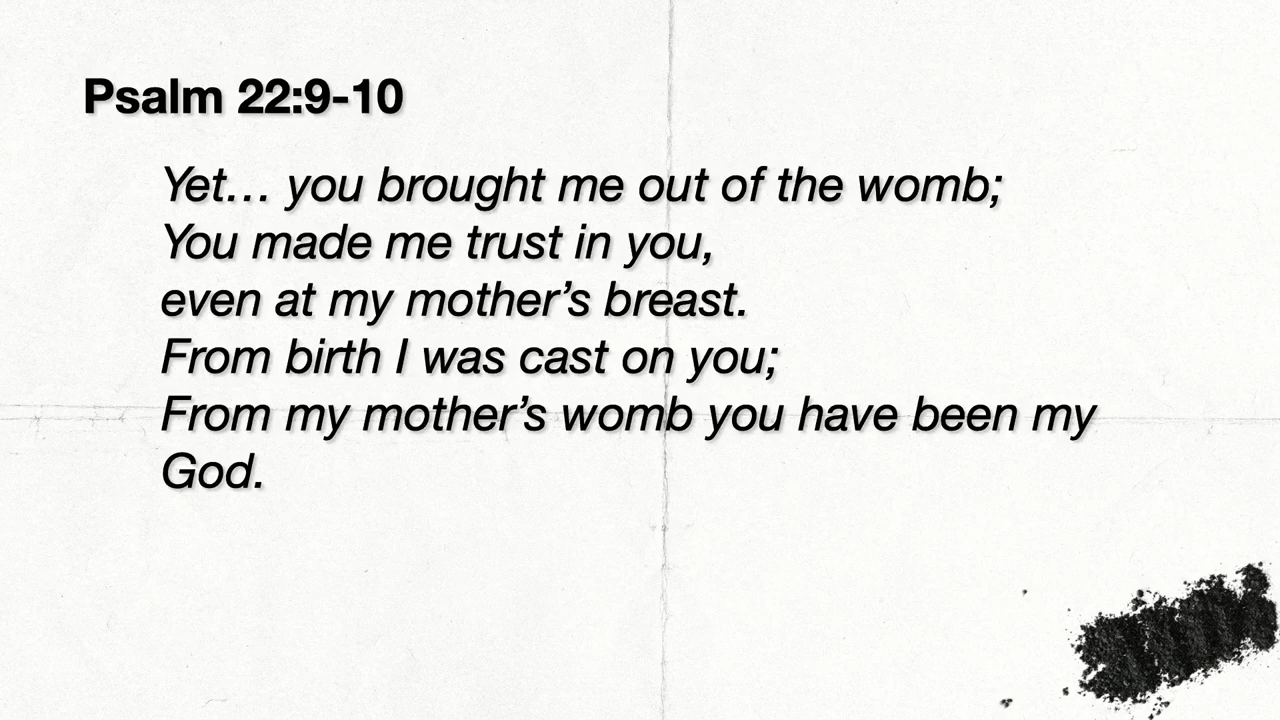 Psalm 22:9-10
Yet… you brought me out of the womb;
You made me trust in you,
even at my mother’s breast.
From birth I was cast on you;
From my mother’s womb you have been my
God.